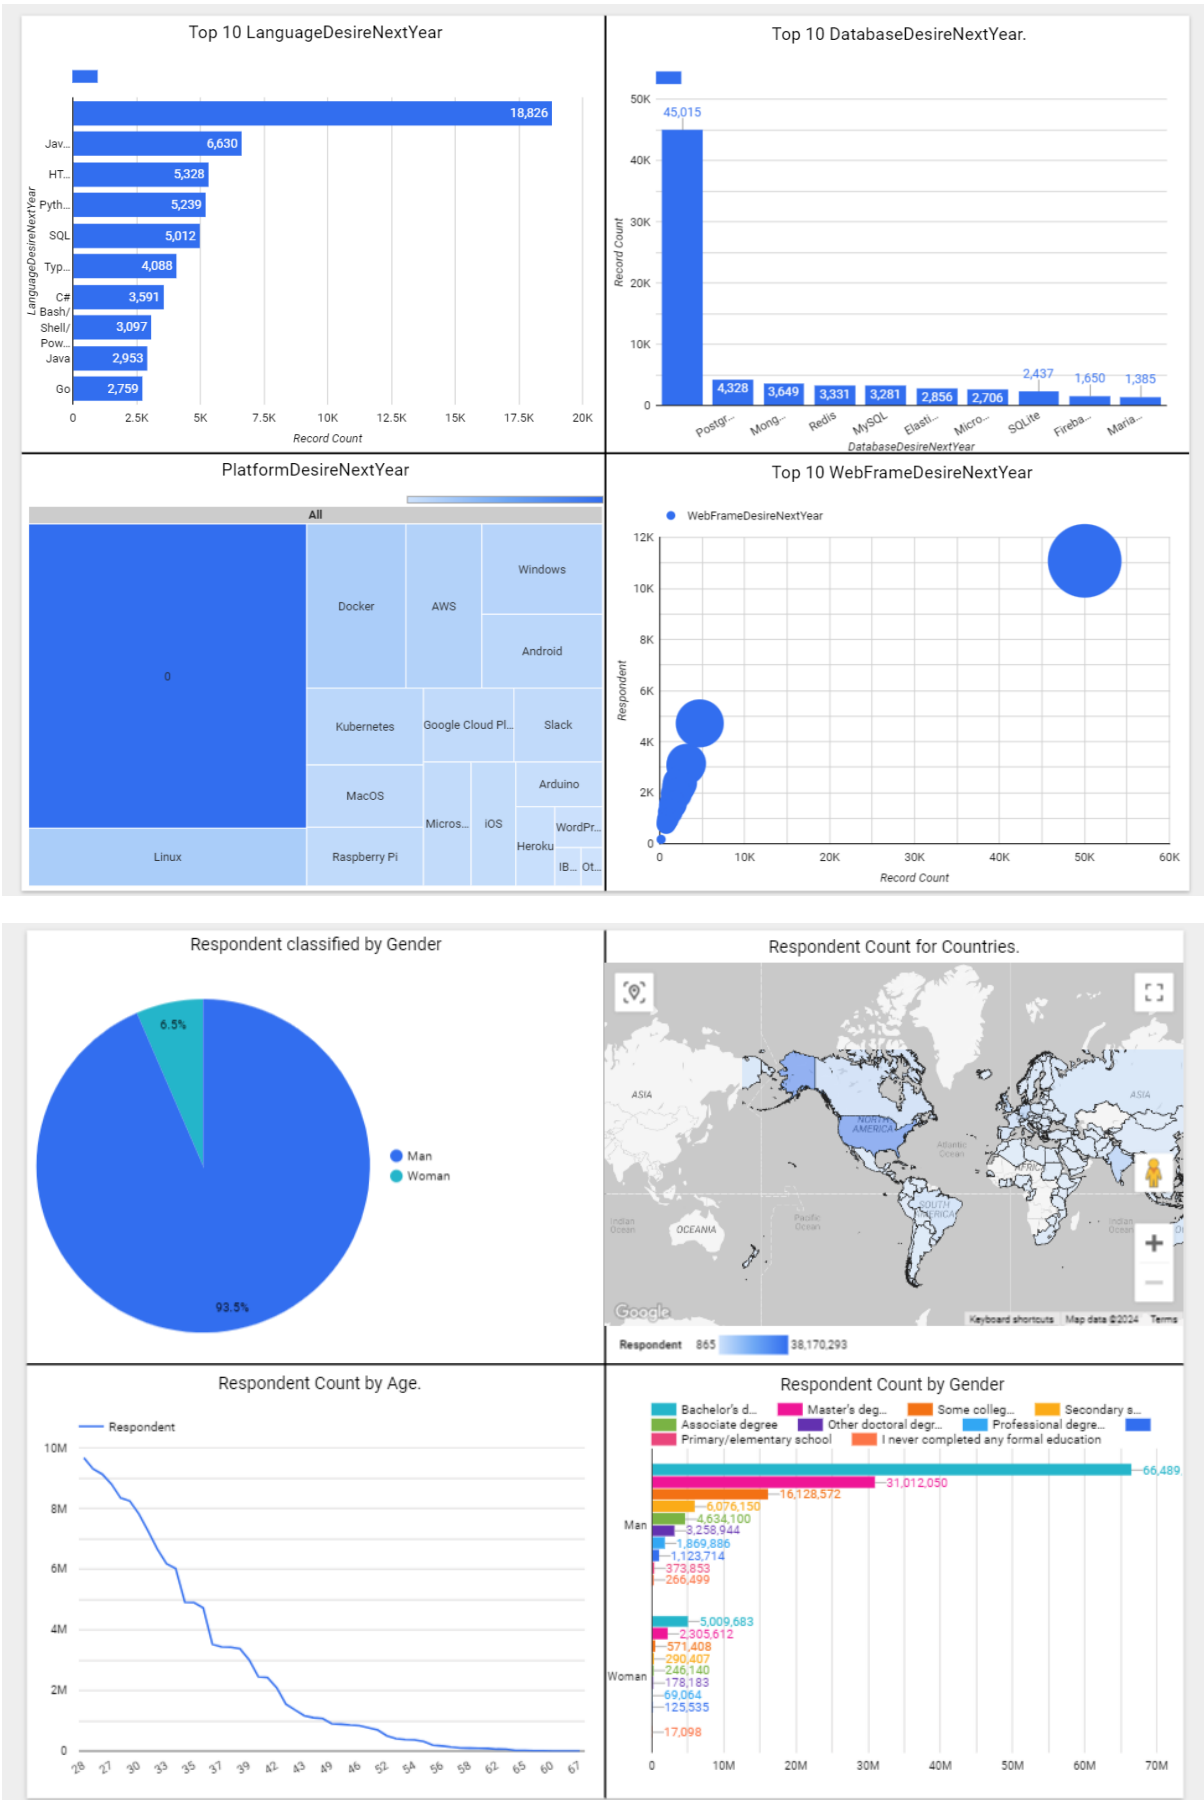 Top 10 LanguageDesireNextYear
LanguageDesireNextYear
18,826
Jav... 6,630
HT... 5,328
Pyth... 5,239
SQL 5,012
Typ... 4,088
C# 3,591
Bash/
Shell/ 3,097
Pow...
Java 2,953
Go 2,759
0 2.5K 5K 7.5K 10K 12.5K 15K 17.5K 20K
Record Count
Top 10 DatabaseDesireNextYear.
50K
45,015
40K
30K
20K
10K
0
Record Count
4,328 3,649 3,331 3,281 2,856 2,706 2,437 1,650 1,385
Postgr... Mong... Redis MySQL Elasti... Micro... SQLite Fireba... Maria...
DatabaseDesireNextYear
PlatformDesireNextYear
All
0
Docker
AWS
Windows
Android
Kubernetes
Google Cloud Pl...
Slack
MacOS
Micros...
iOS
Arduino
Heroku
WordPr...
IB... Ot...
Linux
Raspberry Pi
Top 10 WebFrameDesireNextYear
WebFrameDesireNextYear
12K
10K
8K
6K
4K
2K
0
Respondent
0 10K 20K 30K 40K 50K 60K
Record Count
Respondent classified by Gender
6.5%
93.5%
Man
Woman
Respondent Count for Countries.
ASIA
NORTH
AMERICA
Atlantic
Ocean
ASIA
AFRICA
SOUTH
AMERICA
OCEANIA
Indian
Ocean
Pacific
Ocean
Indian
Ocean
Google
Keyboard shortcuts Map data ©2024 Terms
Respondent 865 38,170,293
Respondent Count by Age.
Respondent
10M
8M
6M
4M
2M
0
28 27 30 33 35 37 39 42 43 49 46 52 54 56 58 62 65 60 67
Respondent Count by Gender
Bachelor's d... Master's deg... Some colleg... Secondary s...
Associate degree Other doctoral degr... Professional degre...
Primary/elementary school I never completed any formal education
Man
66,489
31,012,050
16,128,572
6,076,150
4,634,100
3,258,944
1,869,886
1,123,714
373,853
266,499
Woman
5,009,683
2,305,612
571,408
290,407
246,140
178,183
69,064
125,535
17,098
0 10M 20M 30M 40M 50M 60M 70M